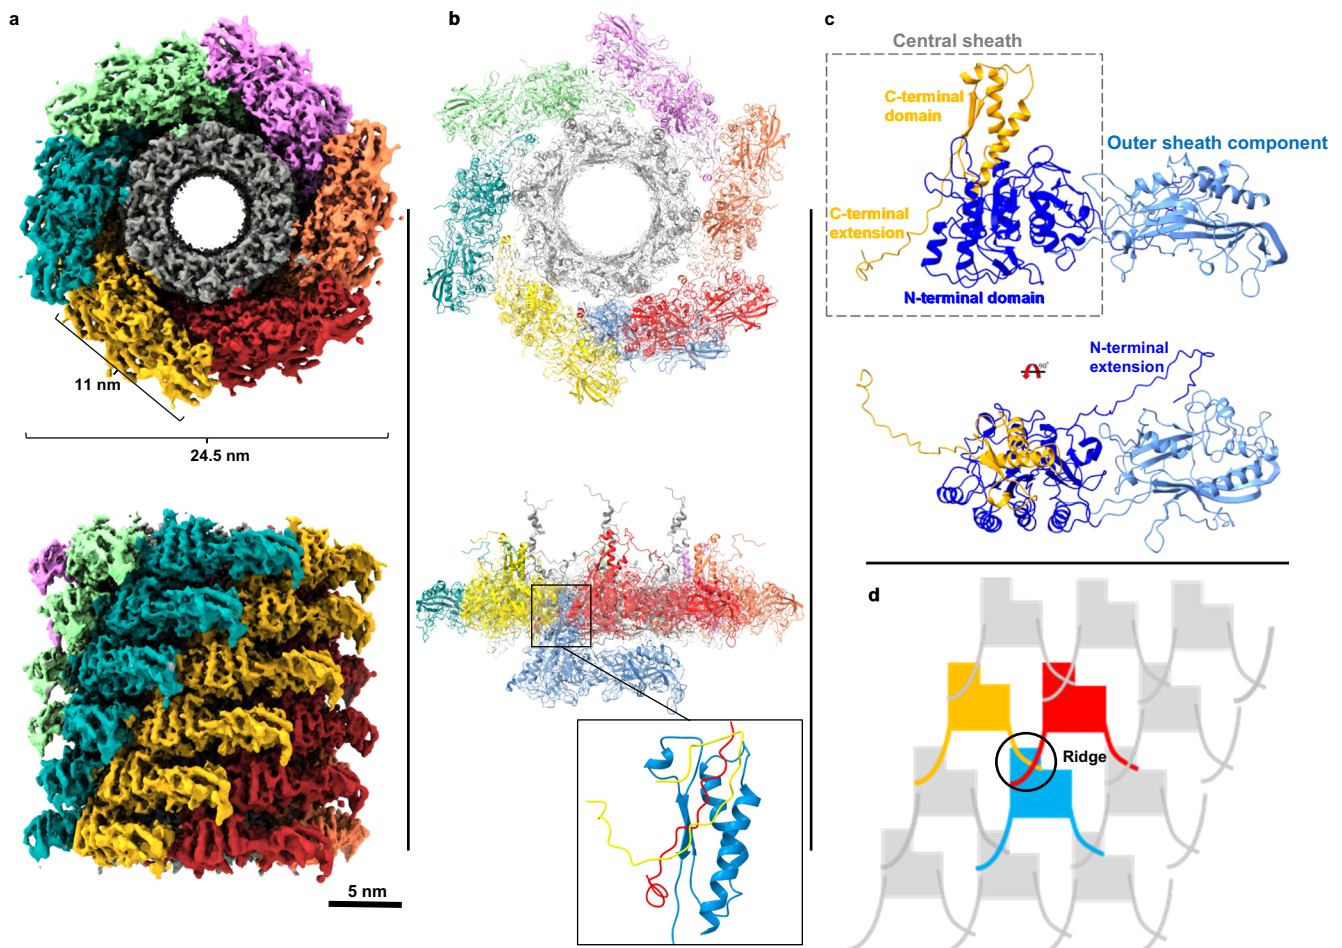 a
11 nm
24.5 nm
5 nm
b
c
Central sheath
C-terminal
domain
Outer sheath component
C-terminal
extension
N-terminal domain
90°
N-terminal
extension
d
Ridge